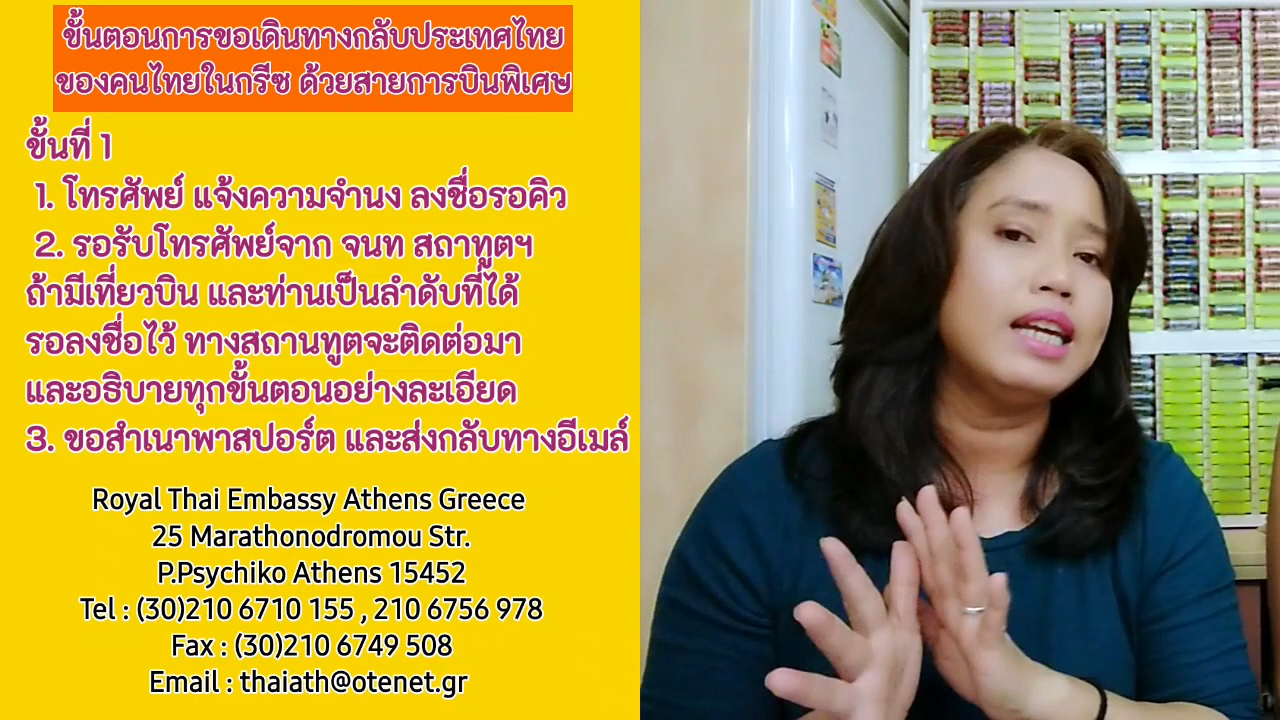 ขั้นตอนการขอเดินทางกลับประเทศไทย
ของคนไทยในกรีซ ด้วยสายการบินพิเศษ
ขั้นที่ 1
1. โทรศัพย์ แจ้งความจำนง ลงชื่อรอคิว
2. รอรับโทรศัพย์จาก จนท สถาทูตฯ
ถ้ามีเที่ยวบิน และท่านเป็นลำดับที่ได้
รอลงชื่อไว้ ทางสถานทูตจะติดต่อมา
และอธิบายทุกขั้นตอนอย่างละเอียด
3. ขอสำเนาพาสปอร์ต และส่งกลับทางอีเมล์
Royal Thai Embassy Athens Greece
25 Marathonodromou Str.
P.Psychiko Athens 15452
Tel : (30)210 6710 155 , 210 6756 978
Fax : (30)210 6749 508
Email : thaiath@otenet.gr